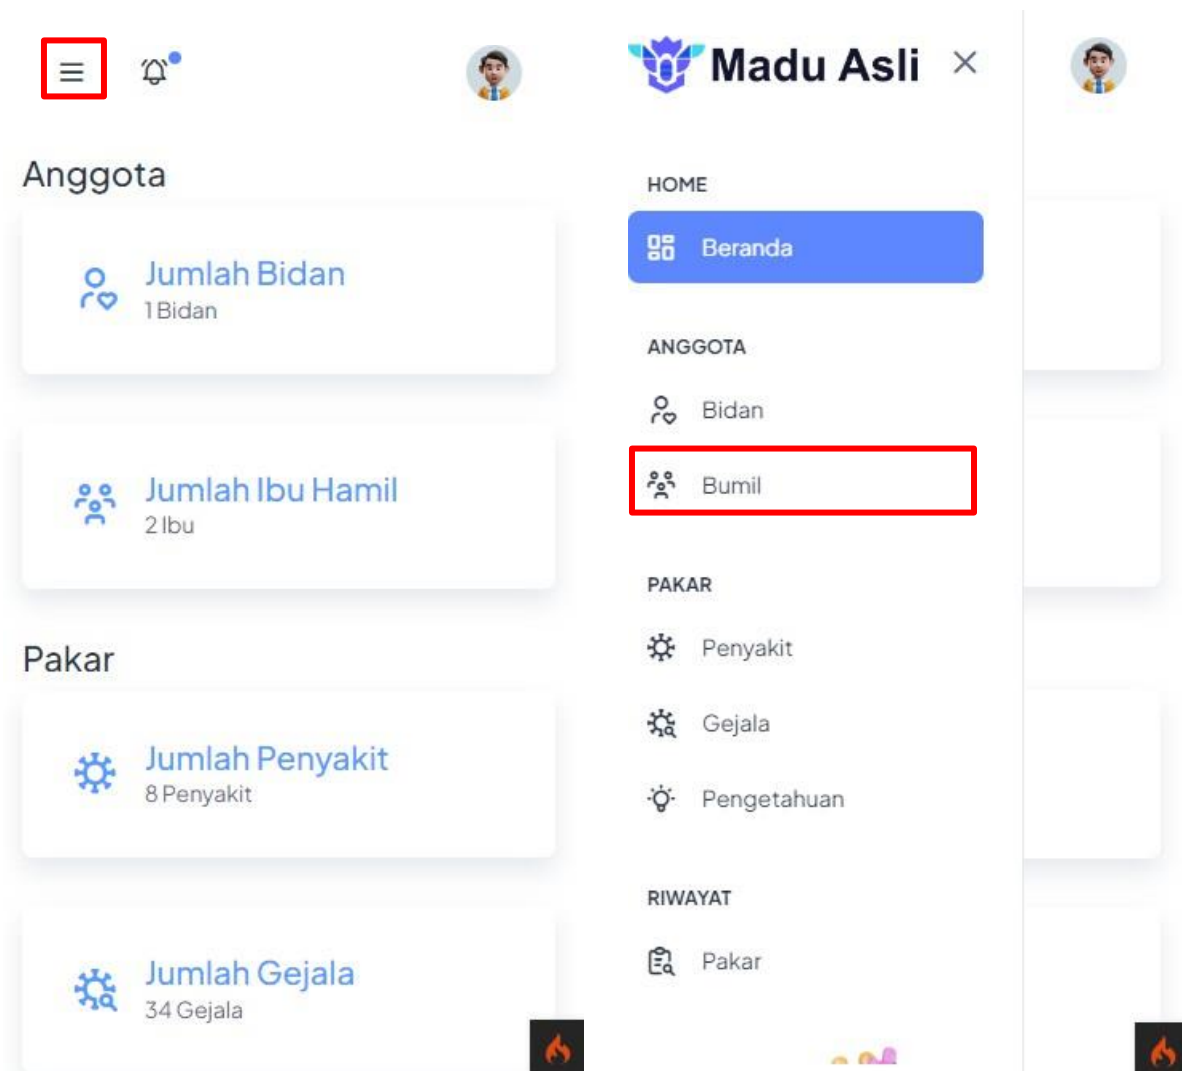 Anggota
Jumlah Bidan
1 Bidan
Jumlah Ibu Hamil
2 Ibu
Pakar
Jumlah Penyakit
8 Penyakit
Jumlah Gejala
34 Gejala
Madu Asli
HOME
Beranda
ANGGOTA
Bidan
Bumil
PAKAR
Penyakit
Gejala
Pengetahuan
RIWAYAT
Pakar